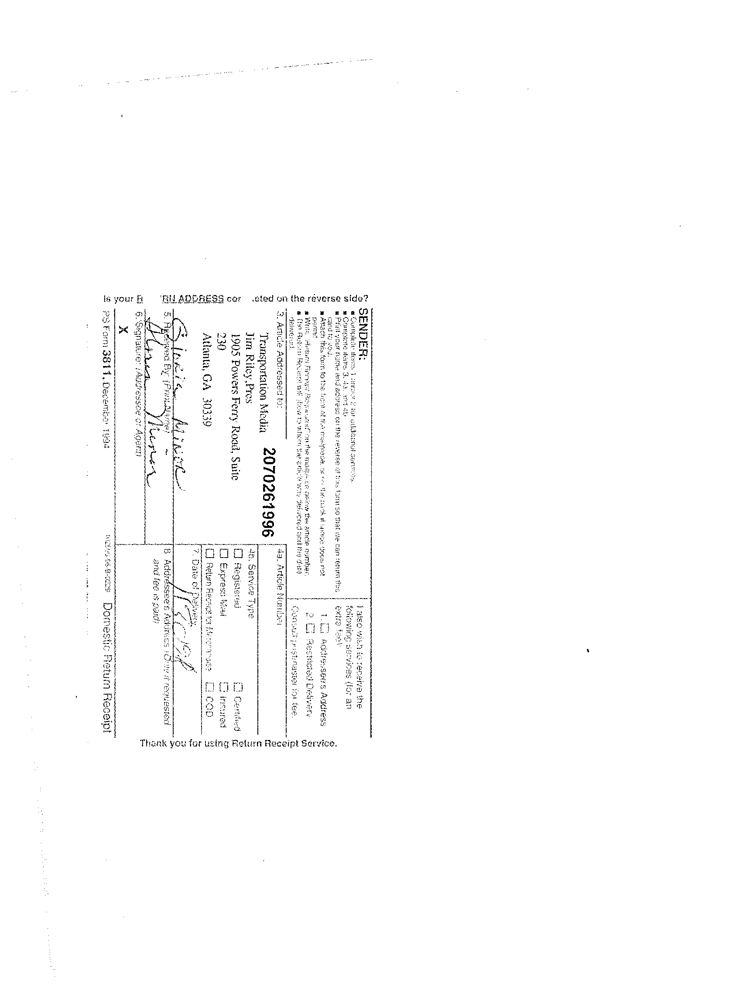 Is your
ADDRESS
on the reverse side?
SENDER:
■ Complete items 1 and/or 2 for additional services.
■ Complete items 3, 4a, and 4b.
■ Print your name and address on the reverse of this form so that we can return this
card to you.
■ Attach this form to the front of the mailpiece, or on the back if space does not
permit.
■ Write "Return Receipt Requested" on the mailpiece below the article number.
■ The Return Receipt will show to whom the article was delivered and the date
delivered.
I also wish to receive the
following services (for an
extra fee):
1. ☐ Addressee's Address
2. ☐ Restricted Delivery
Consult postmaster for fee.
3. Article Addressed to:
Transportation Media
Jim Riley,Pres
1905 Powers Ferry Road, Suite
230
Atlanta, GA 30339
2070261996
4a. Article Number
4b. Service Type
☐ Registered
☐ Certified
☐ Express Mail
☐ Insured
☐ Return Receipt for Merchandise
☐ COD
7. Date of Delivery
5. Received By: (Print Name)
Minor
6. Signature: (Addressee or Agent)
X
Minor
8. Addressee's Address (Only if requested
and fee is paid)
PS Form 3811, December 1994
Domestic Return Receipt
Thank you for using Return Receipt Service.